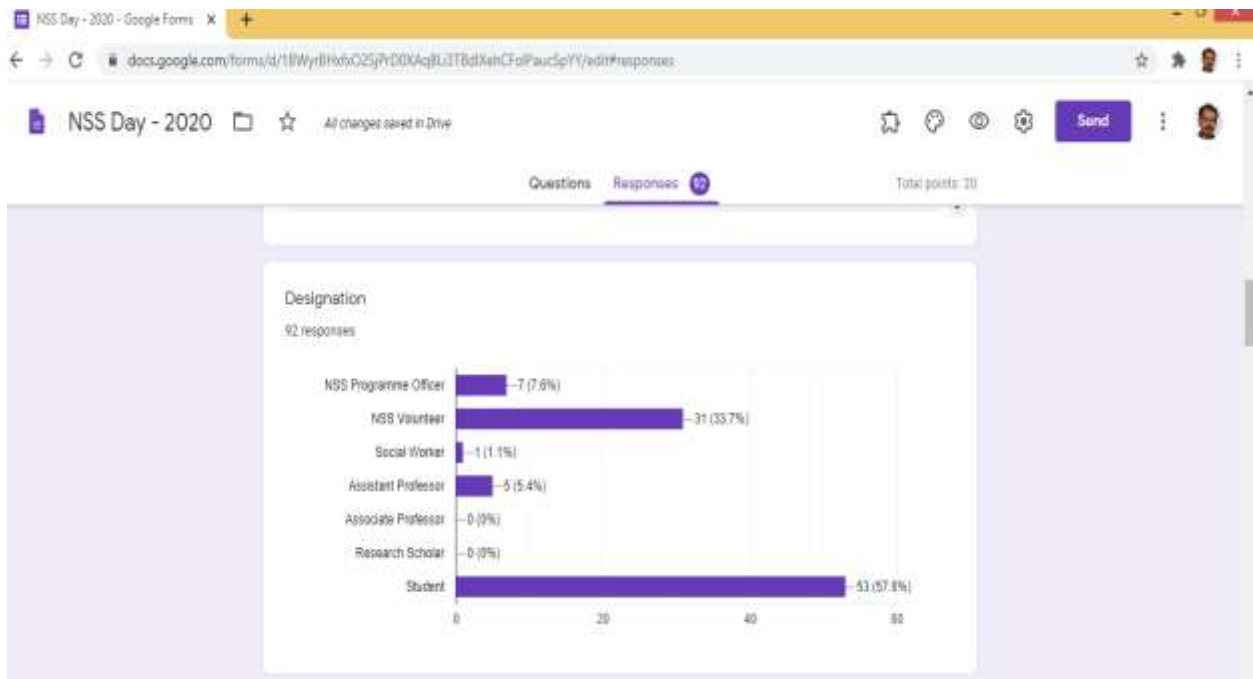 NSS Day - 2020 - Google Forms
NSS Day - 2020
All changes saved in Drive
Send
Questions
Responses
92
Total points: 20
Designation
92 responses
NSS Programme Officer
7 (7.6%)
NSS Volunteer
31 (33.7%)
Social Worker
1 (1.1%)
Assistant Professor
5 (5.4%)
Associate Professor
0 (0%)
Research Scholar
0 (0%)
Student
53 (57.6%)
0
20
40
60